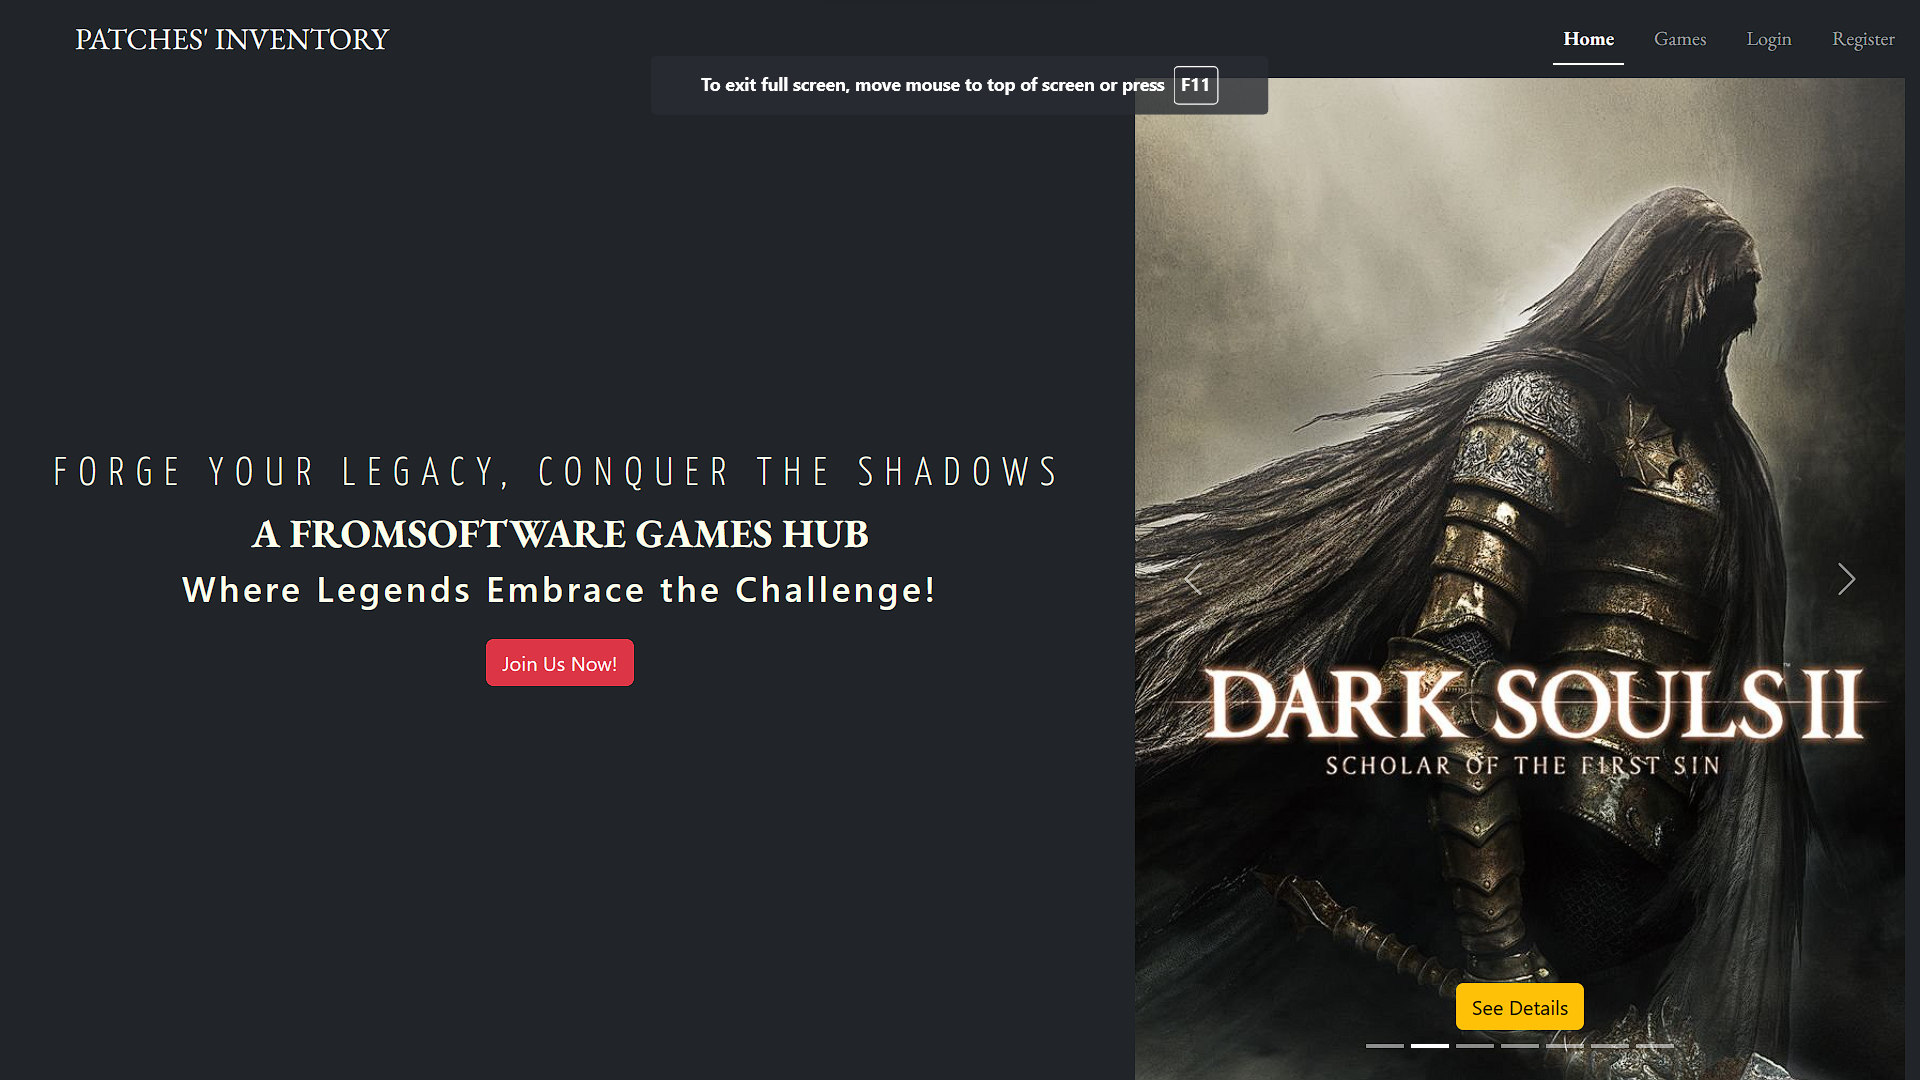 PATCHES' INVENTORY
Home
Games
Login
Register
To exit full screen, move mouse to top of screen or press F11
FORGE YOUR LEGACY, CONQUER THE SHADOWS
A FROMSOFTWARE GAMES HUB
Where Legends Embrace the Challenge!
Join Us Now!
DARK SOULS II™
SCHOLAR OF THE FIRST SIN
See Details